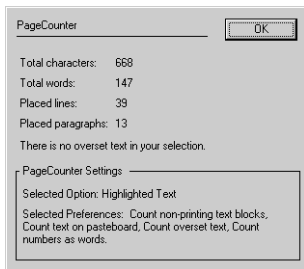 PageCounter
OK
Total characters: 668
Total words: 147
Placed lines: 39
Placed paragraphs: 13
There is no overset text in your selection.
PageCounter Settings
Selected Option: Highlighted Text
Selected Preferences: Count non-printing text blocks,
Count text on pasteboard, Count overset text, Count
numbers as words.